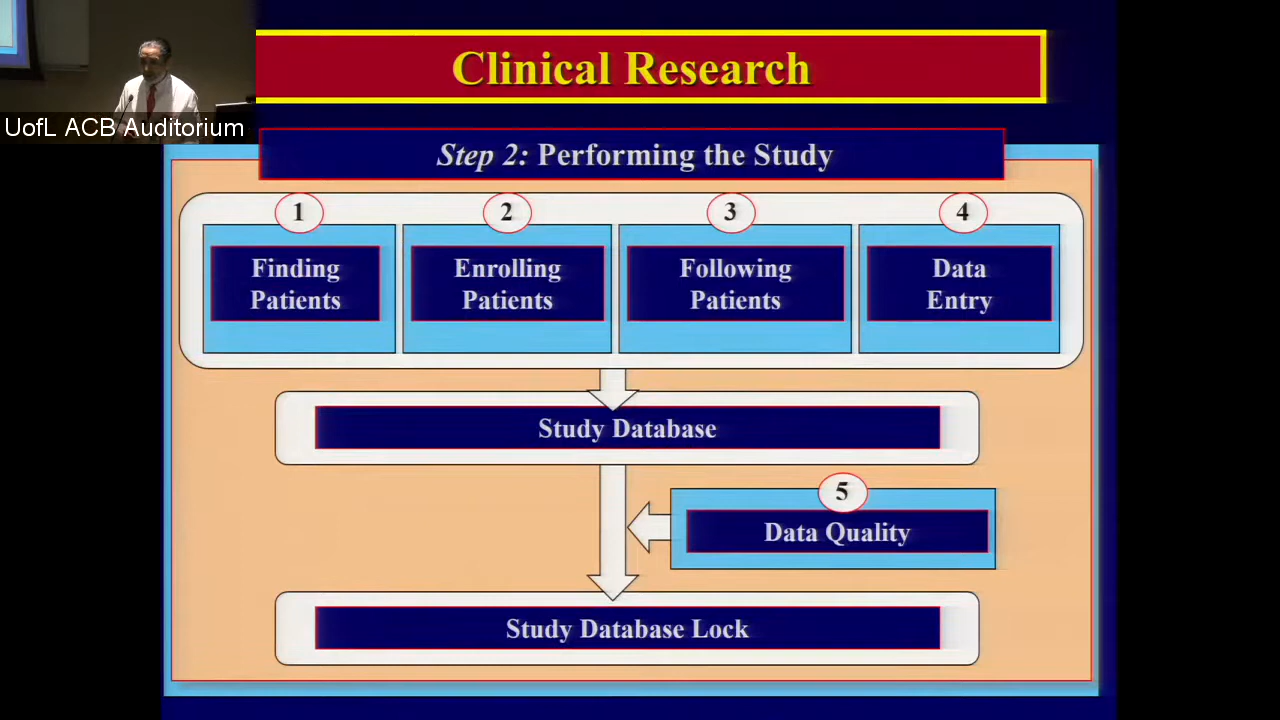 Clinical Research
UofL ACB Auditorium
Step 2: Performing the Study
1
2
3
4
Finding
Patients
Enrolling
Patients
Following
Patients
Data
Entry
Study Database
5
Data Quality
Study Database Lock